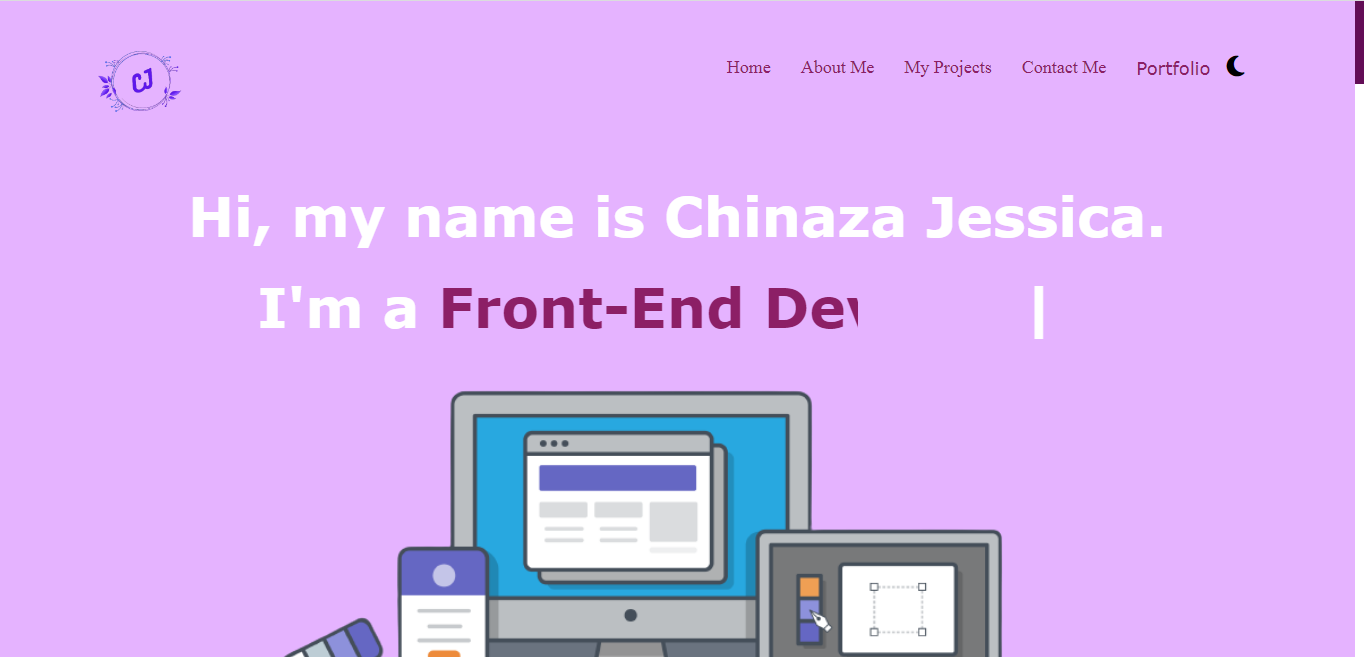 CJ
Home About Me My Projects Contact Me Portfolio
Hi, my name is Chinaza Jessica.
I'm a Front-End Dev |